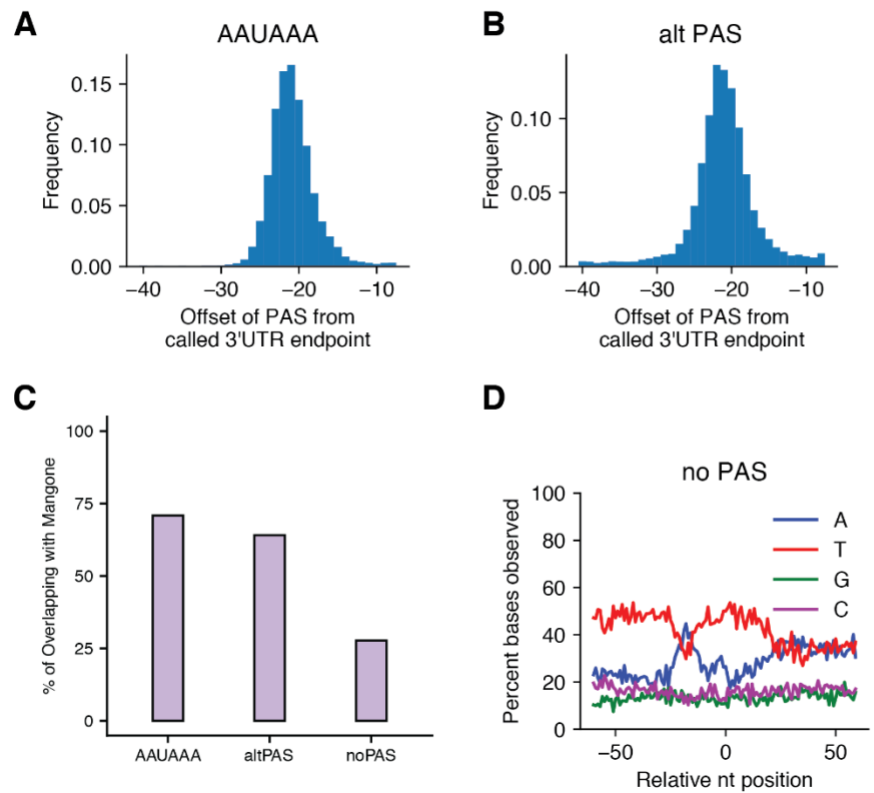 A
AAUAAA
Frequency
0.15
0.10
0.05
0.00
−40
−30
−20
−10
Offset of PAS from
called 3'UTR endpoint
B
alt PAS
Frequency
0.10
0.05
0.00
−40
−30
−20
−10
Offset of PAS from
called 3'UTR endpoint
C
% of Overlapping with Mangone
100
75
50
25
0
AAUAAA
altPAS
noPAS
D
no PAS
Percent bases observed
100
80
60
40
20
0
A
T
G
C
−50
0
50
Relative nt position